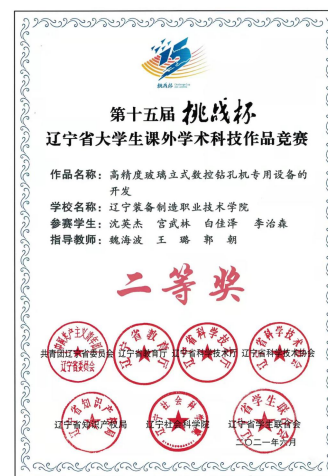 挑战杯
第十五届 挑战杯
辽宁省大学生课外学术科技作品竞赛
作品名称：高精度玻璃立式数控钻孔机专用设备的
开发
学校名称：辽宁装备制造职业技术学院
参赛学生：沈英杰 宫武林 白佳泽 李治淼
指导教师：魏海波 王璐 郭朝
二等奖
共青团辽宁省委员会 辽宁省教育厅 辽宁省科学技术厅 辽宁省科学技术协会
辽宁省知识产权局 辽宁社会科学院 辽宁省学生联合会
二〇二一年六月